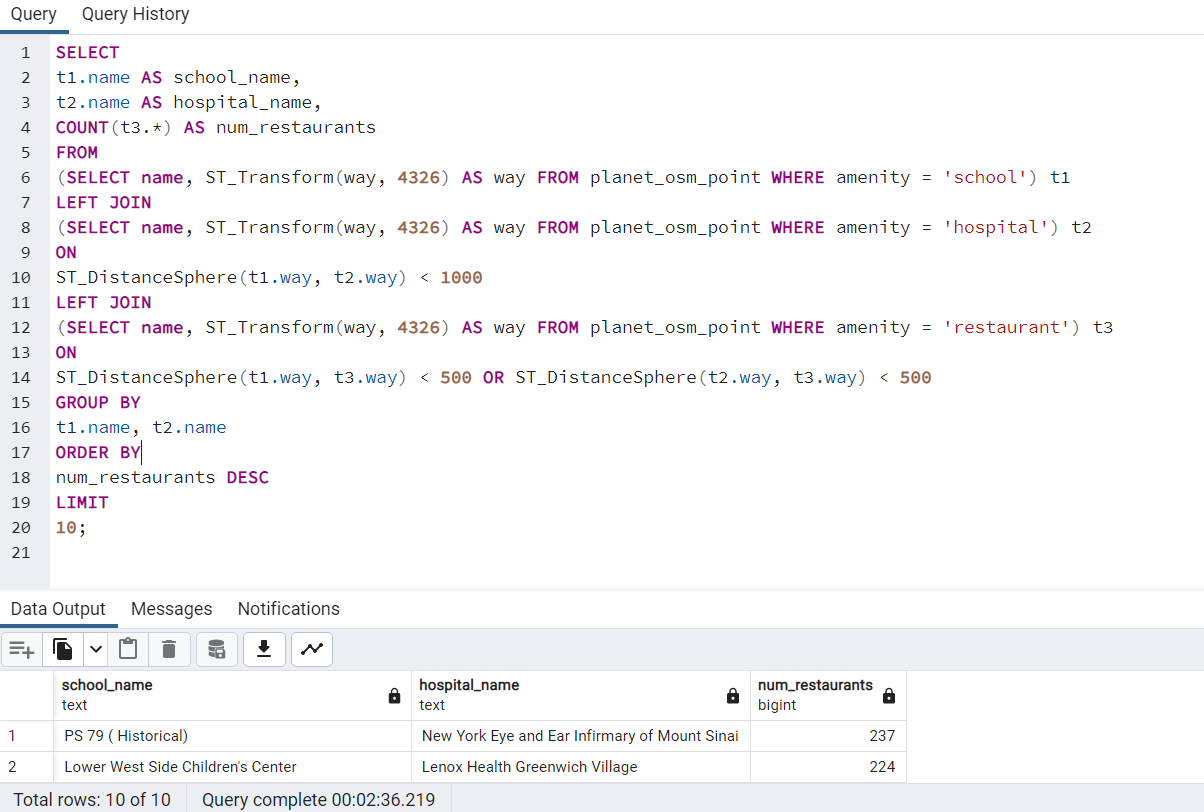 Query Query History
1 SELECT
2 t1.name AS school_name,
3 t2.name AS hospital_name,
4 COUNT(t3.*) AS num_restaurants
5 FROM
6 (SELECT name, ST_Transform(way, 4326) AS way FROM planet_osm_point WHERE amenity = 'school') t1
7 LEFT JOIN
8 (SELECT name, ST_Transform(way, 4326) AS way FROM planet_osm_point WHERE amenity = 'hospital') t2
9 ON
10 ST_DistanceSphere(t1.way, t2.way) < 1000
11 LEFT JOIN
12 (SELECT name, ST_Transform(way, 4326) AS way FROM planet_osm_point WHERE amenity = 'restaurant') t3
13 ON
14 ST_DistanceSphere(t1.way, t3.way) < 500 OR ST_DistanceSphere(t2.way, t3.way) < 500
15 GROUP BY
16 t1.name, t2.name
17 ORDER BY
18 num_restaurants DESC
19 LIMIT
20 10;
21
Data Output Messages Notifications
school_name hospital_name num_restaurants
text text bigint
1 PS 79 ( Historical) New York Eye and Ear Infirmary of Mount Sinai 237
2 Lower West Side Children's Center Lenox Health Greenwich Village 224
Total rows: 10 of 10 Query complete 00:02:36.219